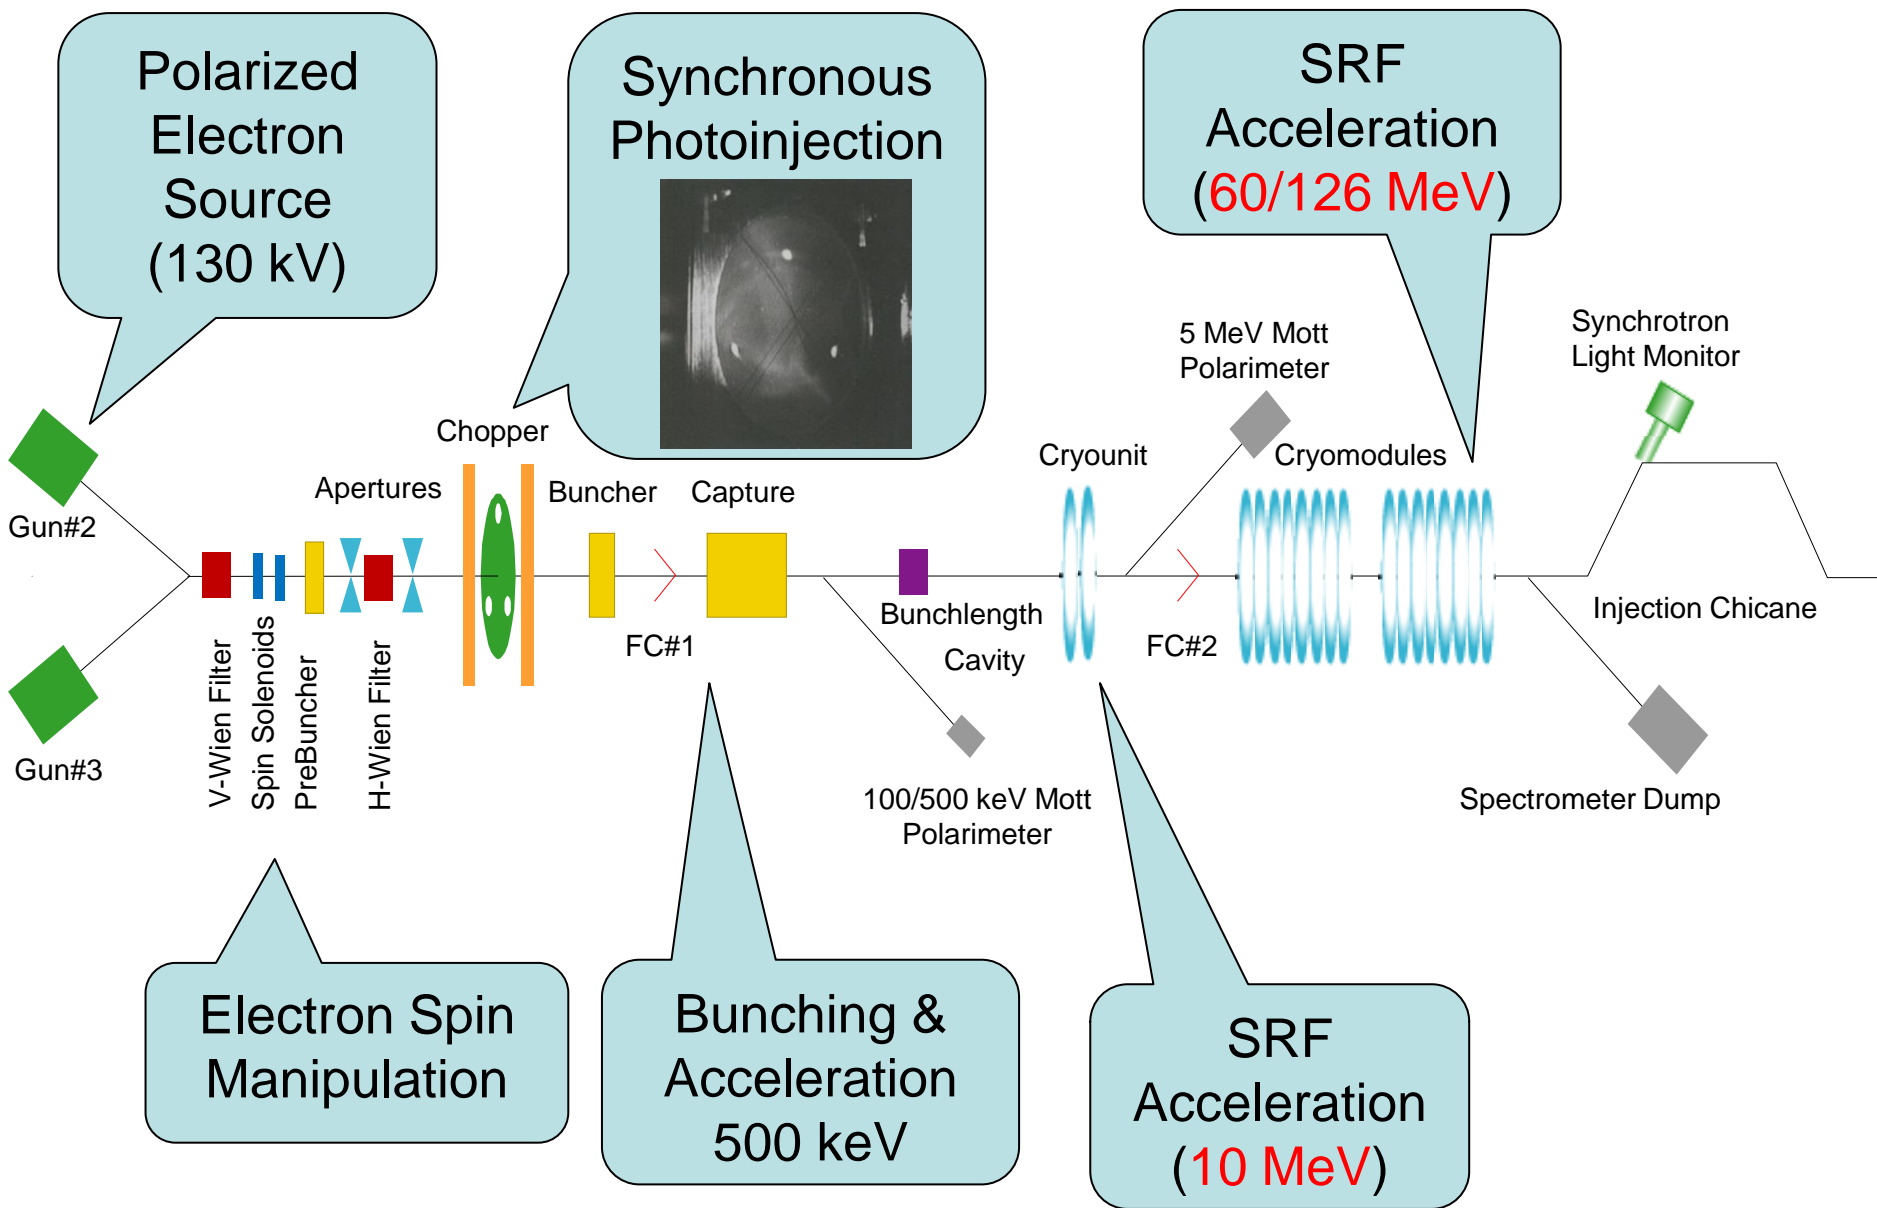 Polarized
Electron
Source
(130 kV)
Synchronous
Photoinjection
SRF
Acceleration
(60/126 MeV)
5 MeV Mott
Polarimeter
Synchrotron
Light Monitor
Gun#2
Apertures
Chopper
Buncher
Capture
Cryounit
Cryomodules
Gun#3
V-Wien Filter
Spin Solenoids
PreBuncher
H-Wien Filter
FC#1
Bunchlength
Cavity
FC#2
Injection Chicane
100/500 keV Mott
Polarimeter
Spectrometer Dump
Electron Spin
Manipulation
Bunching &
Acceleration
500 keV
SRF
Acceleration
(10 MeV)